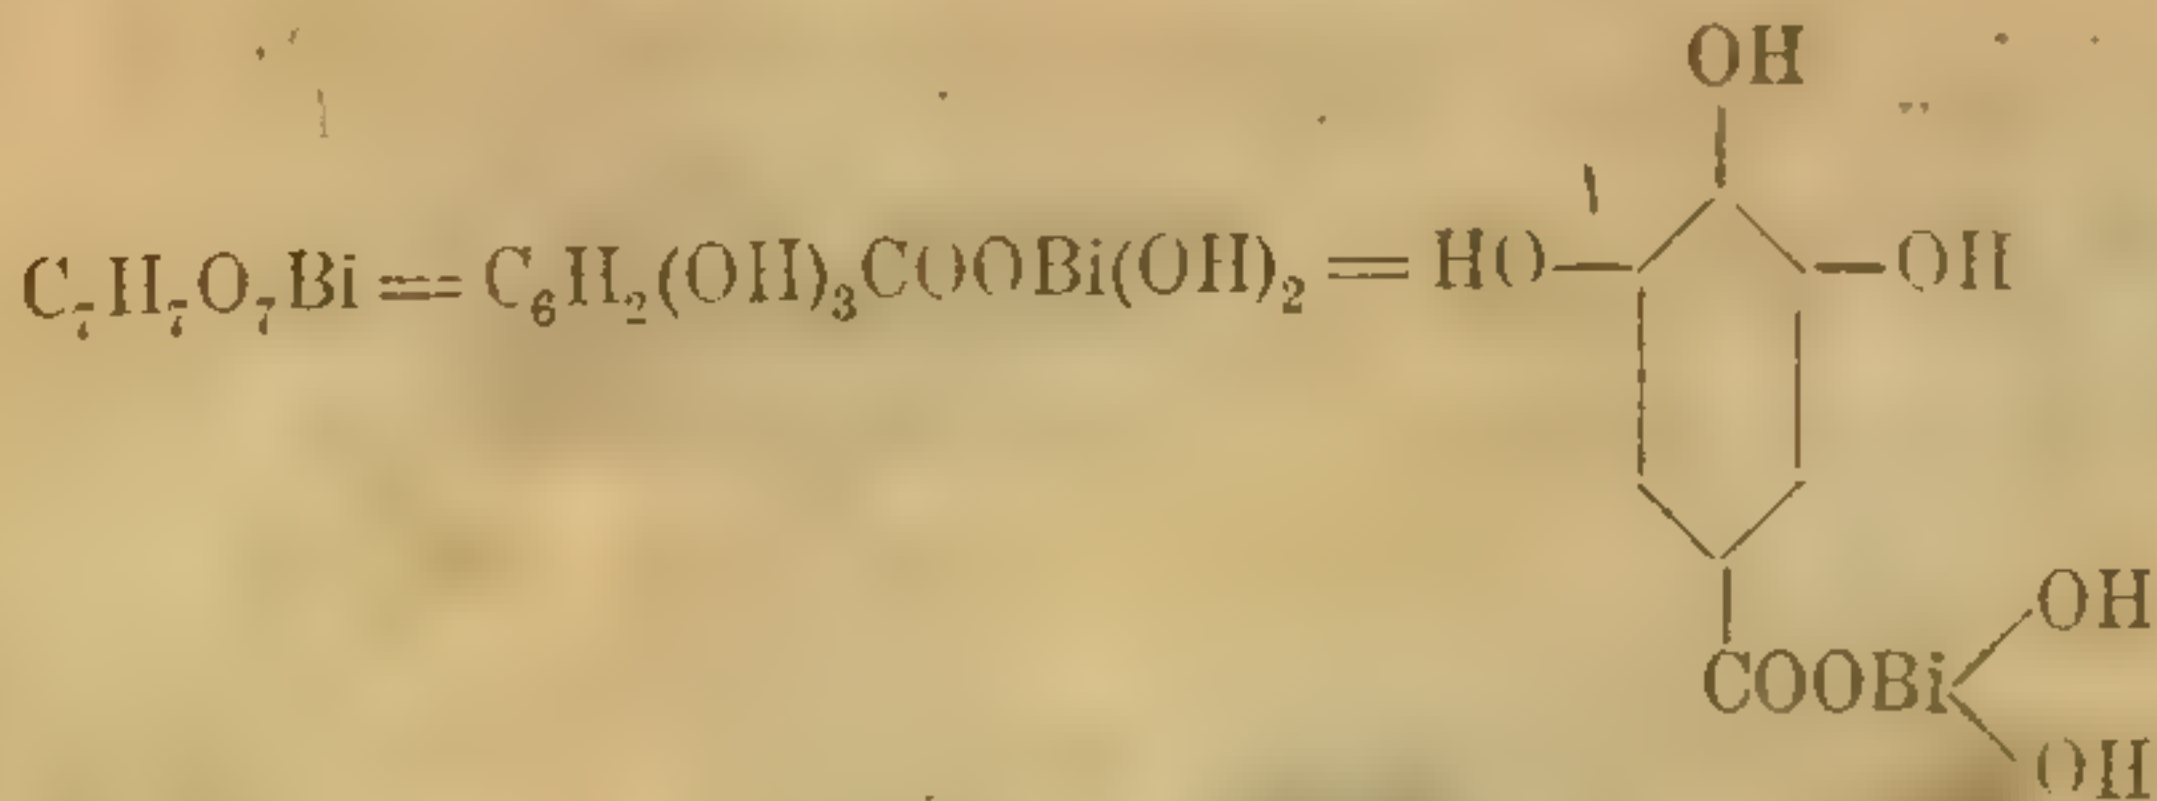 OH
C₇H₇O₇Bi = C₆H₂(OH)₃COOBi(OH)₂ = HO OH
OH
COOBi
OH